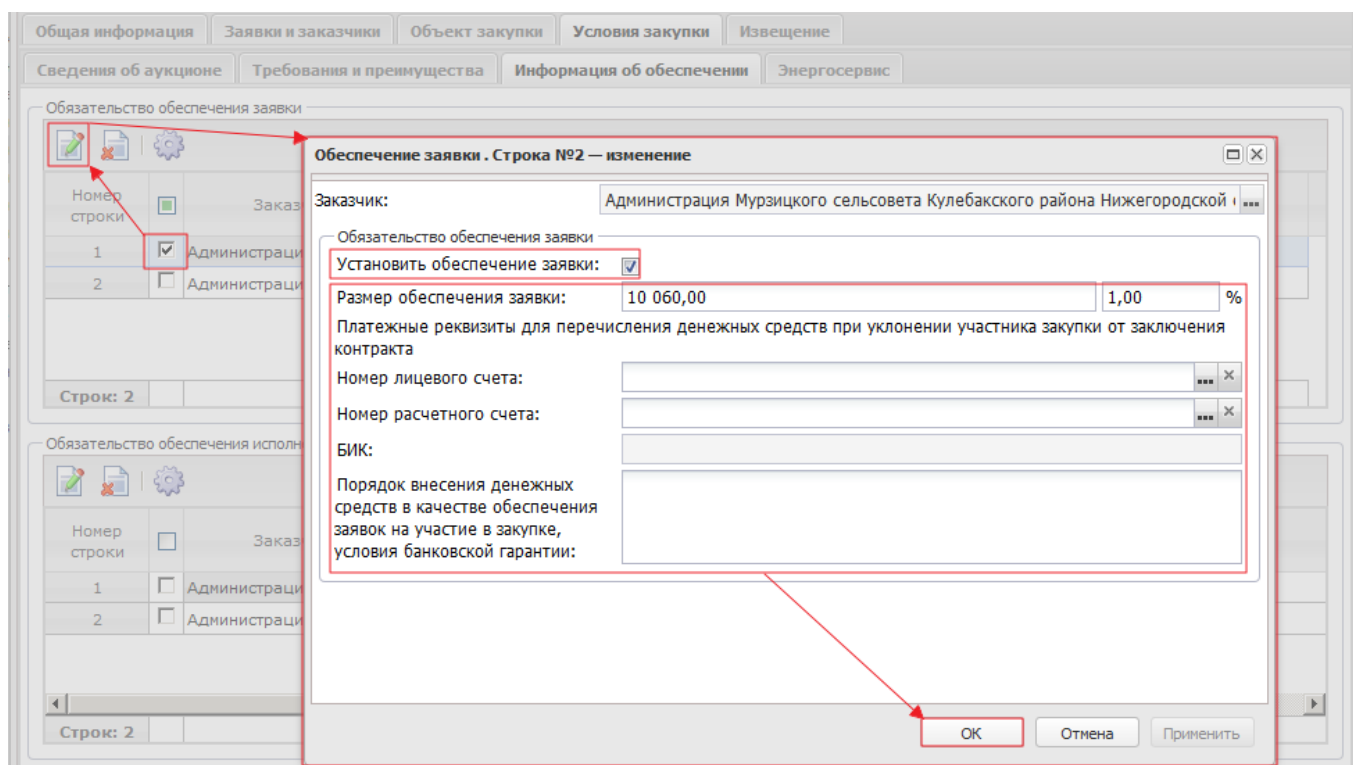 Общая информация Заявки и заказчики Объект закупки Условия закупки Извещение
Сведения об аукционе Требования и преимущества Информация об обеспечении Энергосервис
Обязательство обеспечения заявки
Обеспечение заявки . Строка №2 — изменение
Номер строки Заказ
Заказчик: Администрация Мурзицкого сельсовета Кулебакского района Нижегородской ...
1 Администраци
2 Администраци
Строк: 2
Обязательство обеспечения заявки
Установить обеспечение заявки:
Размер обеспечения заявки: 10 060,00 1,00 %
Платежные реквизиты для перечисления денежных средств при уклонении участника закупки от заключения
контракта
Номер лицевого счета: ...
Номер расчетного счета: ...
БИК:
Порядок внесения денежных
средств в качестве обеспечения
заявок на участие в закупке,
условия банковской гарантии:
Обязательство обеспечения исполн
Номер строки Заказ
1 Администраци
2 Администраци
Строк: 2
ОК Отмена Применить